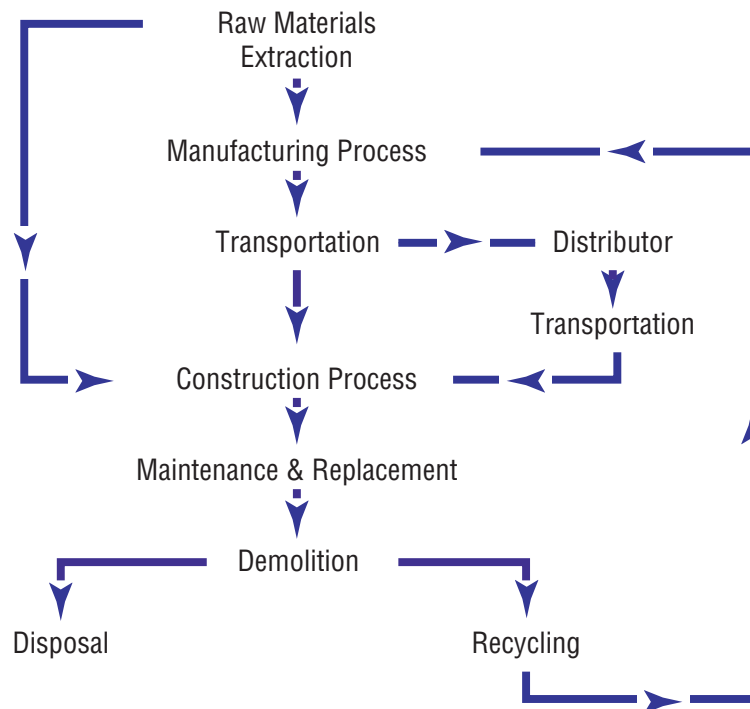 Raw Materials
Extraction
Manufacturing Process
Transportation
Distributor
Transportation
Construction Process
Maintenance & Replacement
Demolition
Disposal
Recycling